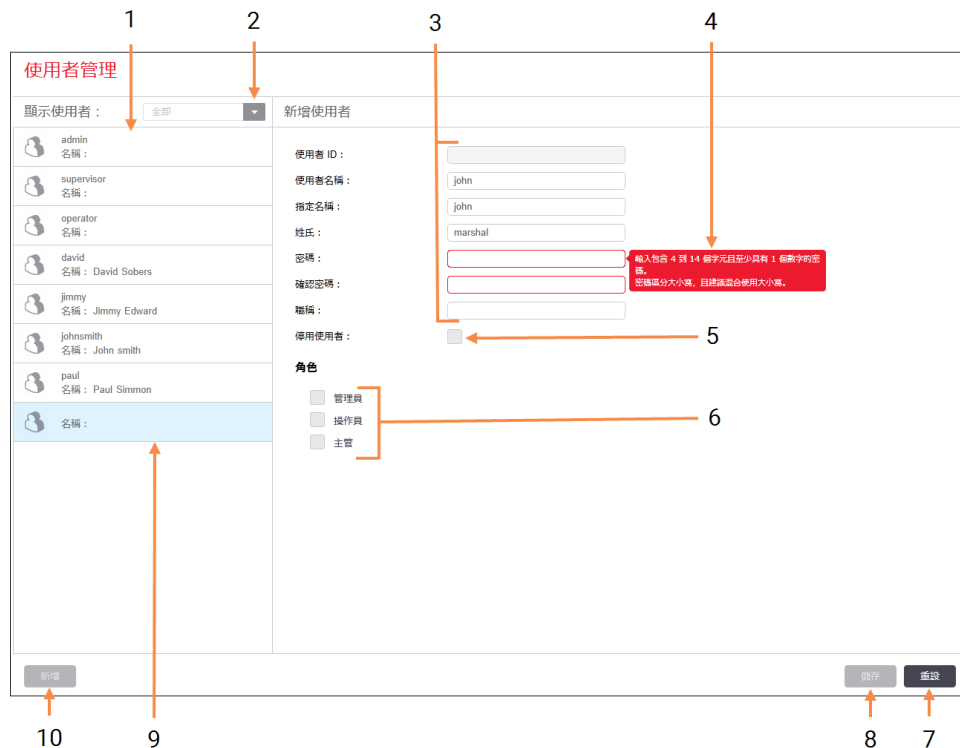 1
2
3
4
使用者管理
顯示使用者：
全部
新增使用者
admin
名稱：
supervisor
名稱：
operator
名稱：
david
名稱： David Sobers
jimmy
名稱： Jimmy Edward
johnsmith
名稱： John smith
paul
名稱： Paul Simmon
名稱：
使用者 ID：
使用者名稱：
john
指定名稱：
john
姓氏：
marshal
密碼：
輸入包含 4 到 14 個字元且至少具有 1 個數字的密
碼。
密碼區分大小寫，且建議混合使用大小寫。
確認密碼：
職稱：
停用使用者：
5
角色
管理員
操作員
主管
6
新增
儲存
重設
10
9
8
7